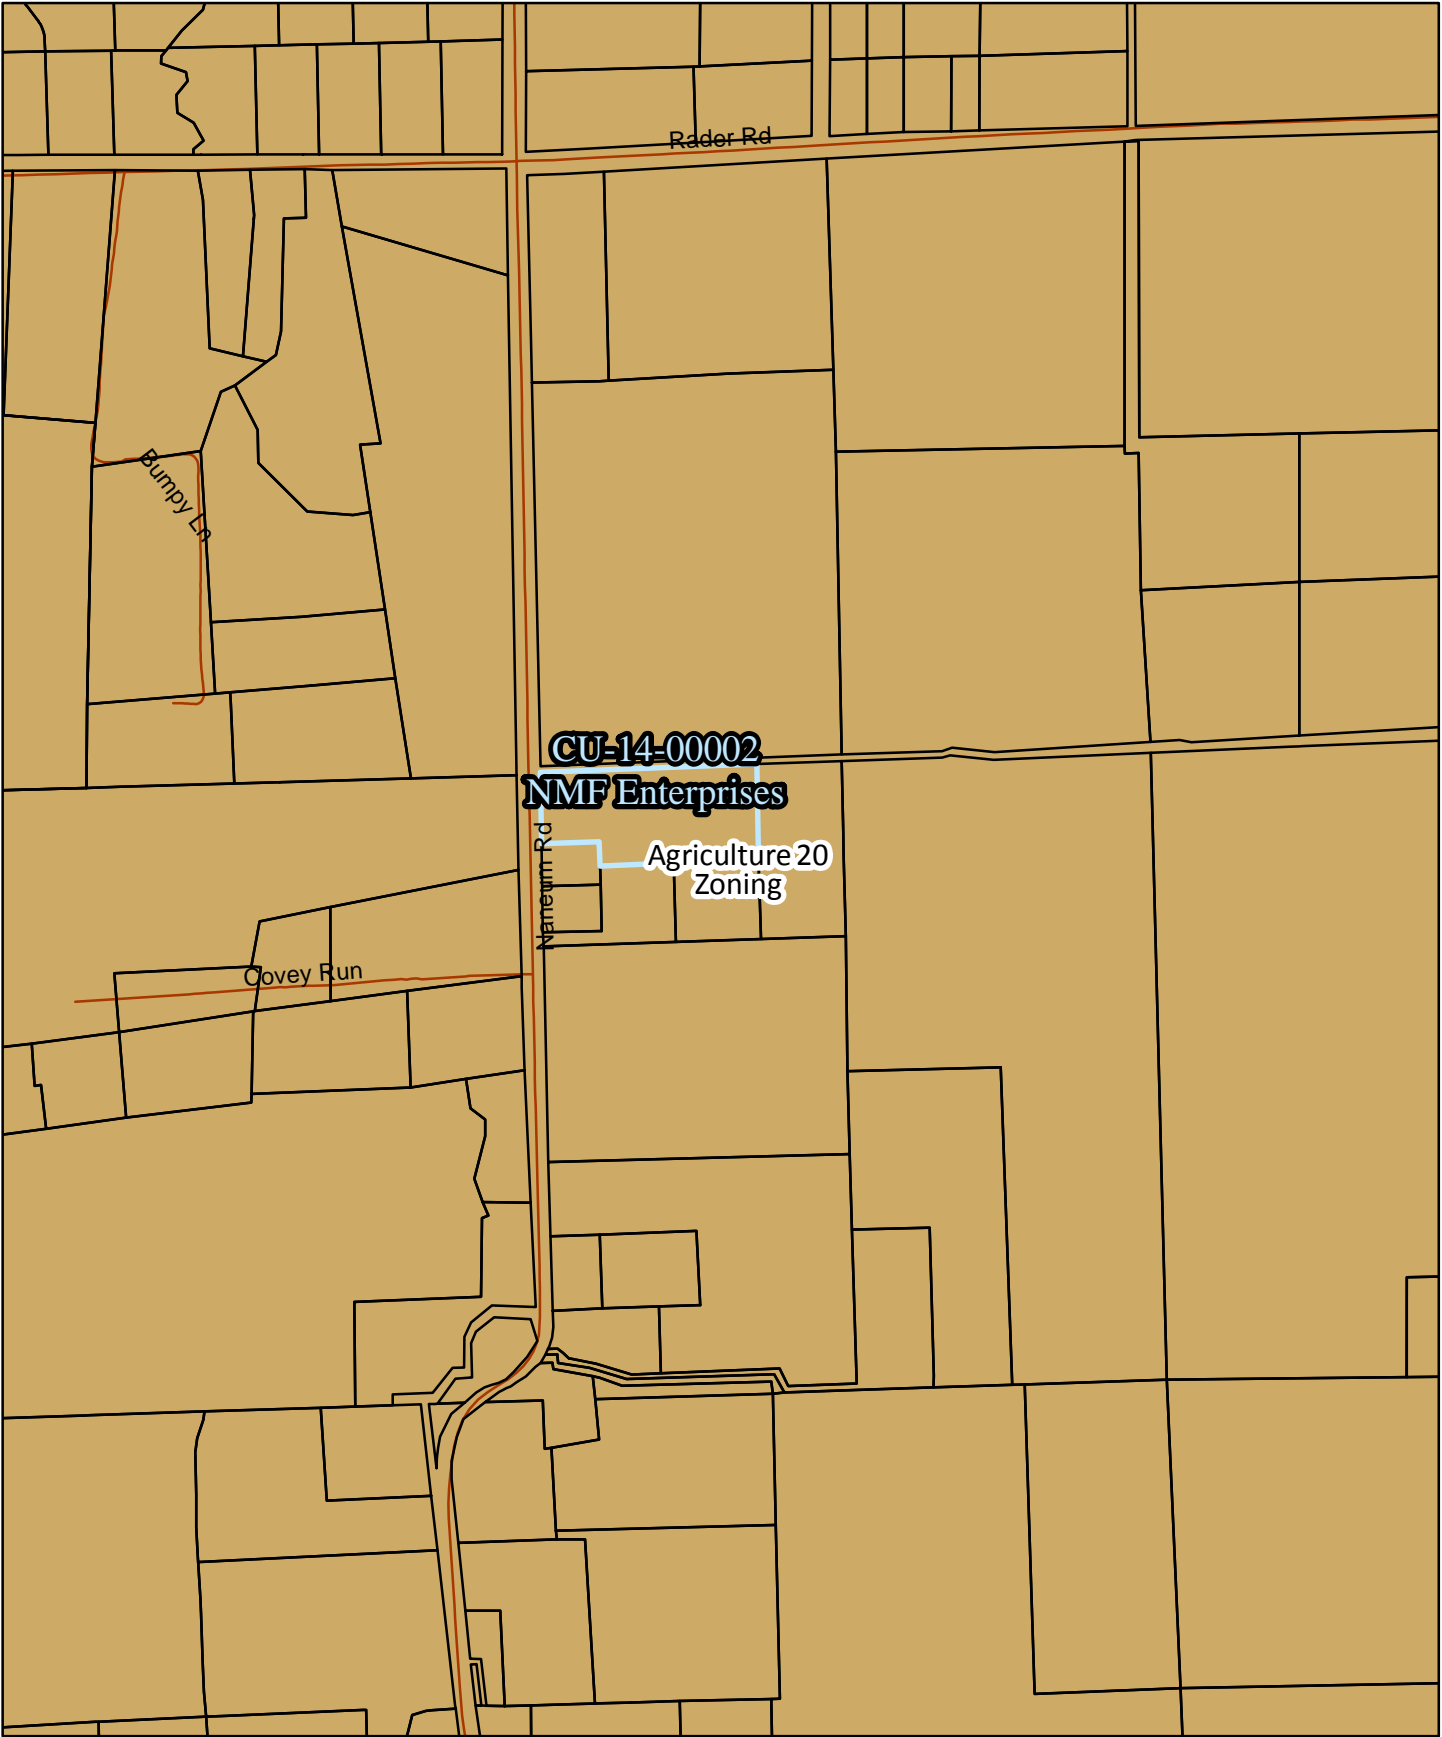 Rader Rd
Bumpy Ln
CU-14-00002
NMF Enterprises
Naneum Rd
Agriculture 20
Zoning
Covey Run